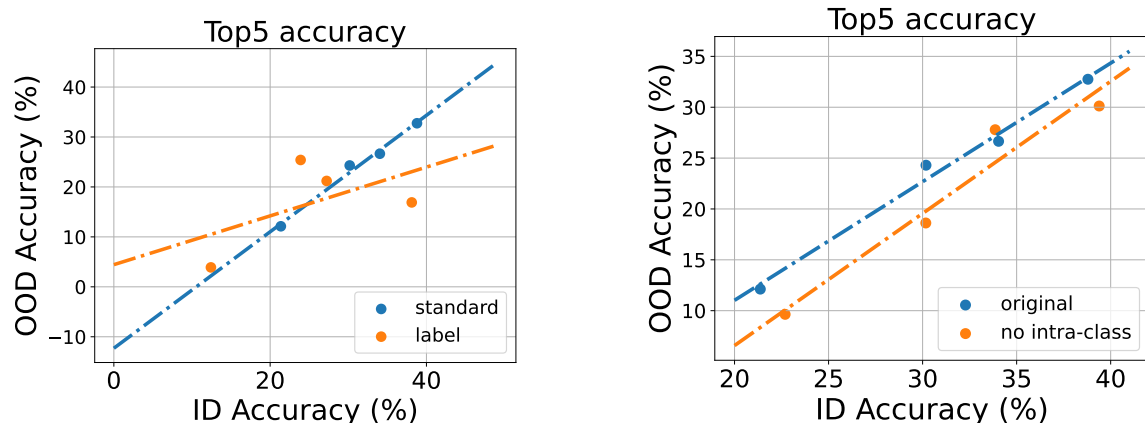 Top5 accuracy
OOD Accuracy (%)
40
30
20
10
0
−10
0
20
40
ID Accuracy (%)
standard
label
Top5 accuracy
OOD Accuracy (%)
35
30
25
20
15
10
20
25
30
35
40
ID Accuracy (%)
original
no intra-class